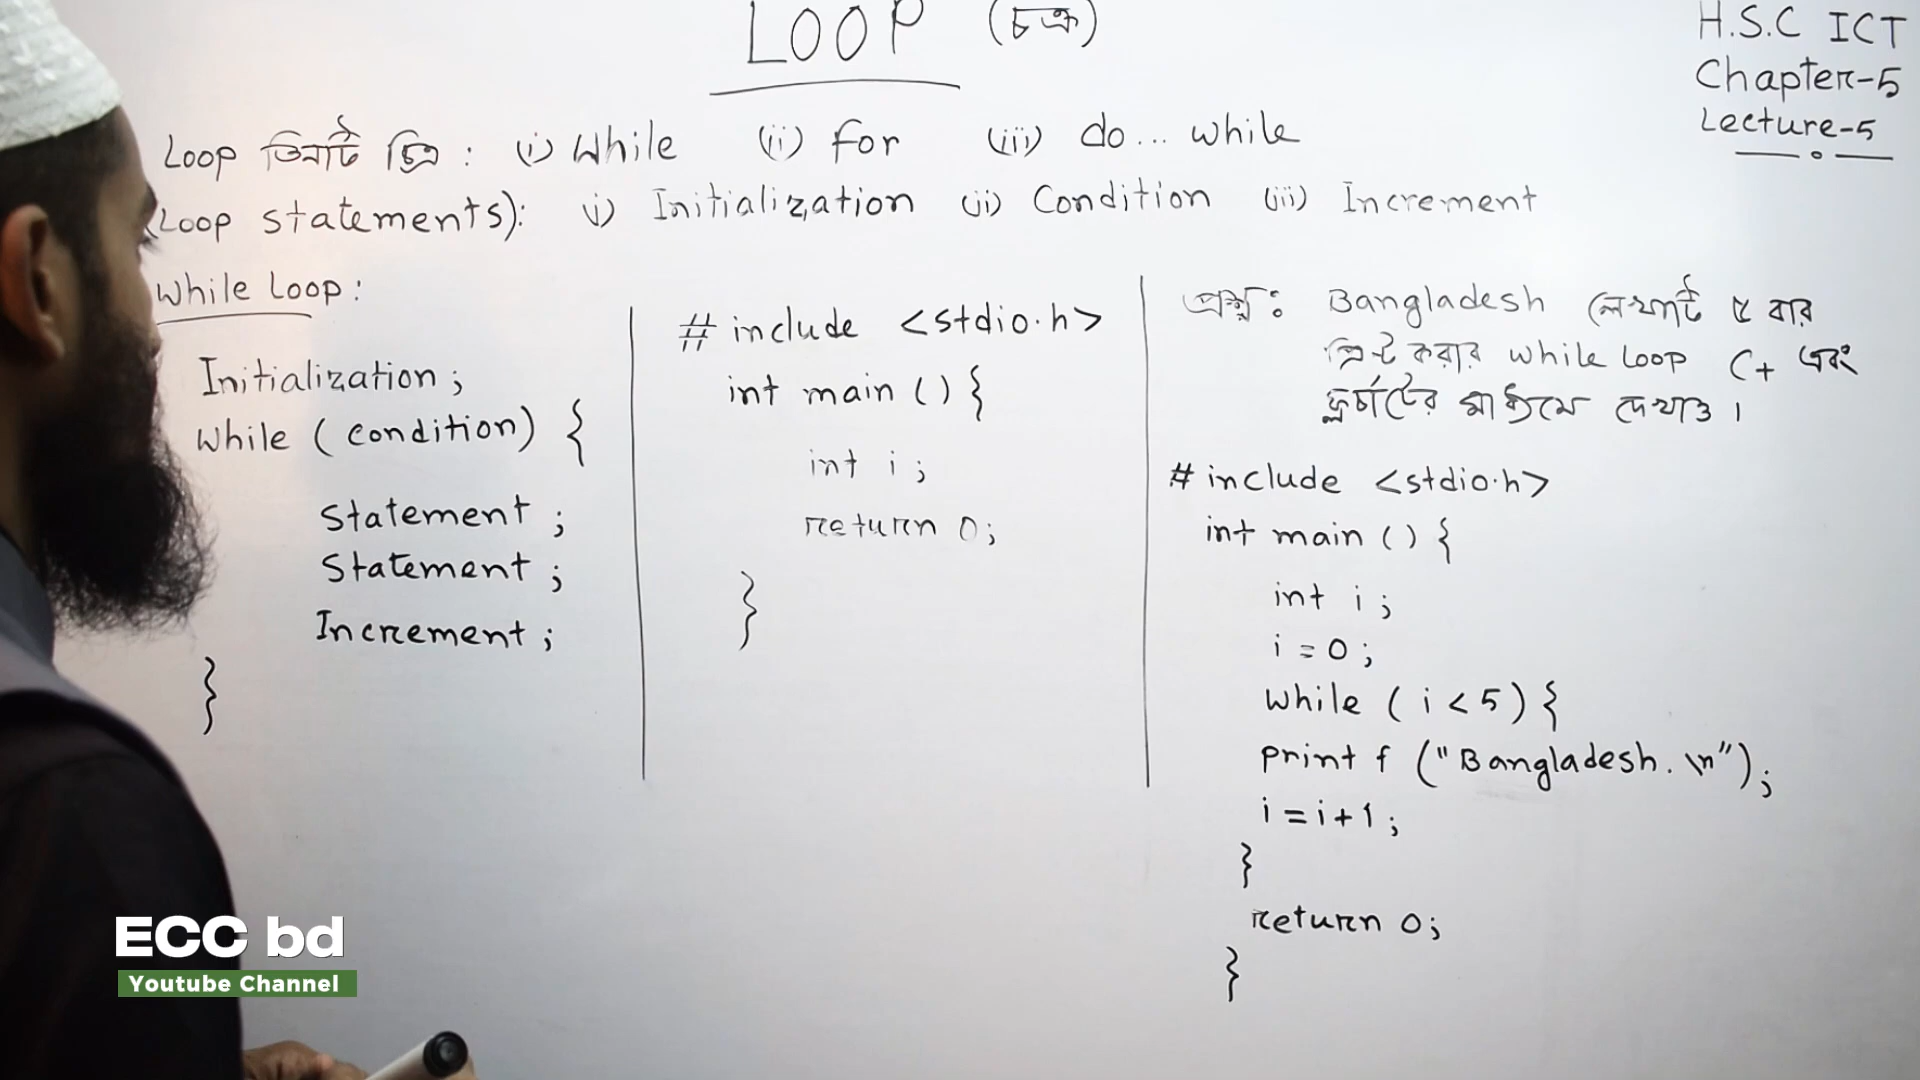 LOOP (চক্র)
H.S.C ICT
Chapter-5
Lecture-5
Loop তিনটি চিত্র : (i) While (ii) for (iii) do... while
(Loop statements): i) Initialization ii) Condition iii) Increment
While Loop :
Initialization ;
While ( condition) {
Statement ;
Statement ;
Increment ;
}
# include <stdio.h>
int main () {
int i ;
return 0;
}
প্রশ্ন : Bangladesh লেখাটি ৫ বার
প্রিন্ট করার while loop C+ এবং
ফ্লচার্টের মাধ্যমে দেখাও ।
# include <stdio.h>
int main () {
int i ;
i = 0 ;
while ( i < 5 ) {
print f ("Bangladesh. \n");
i = i + 1 ;
}
return 0;
}
ECC bd
Youtube Channel